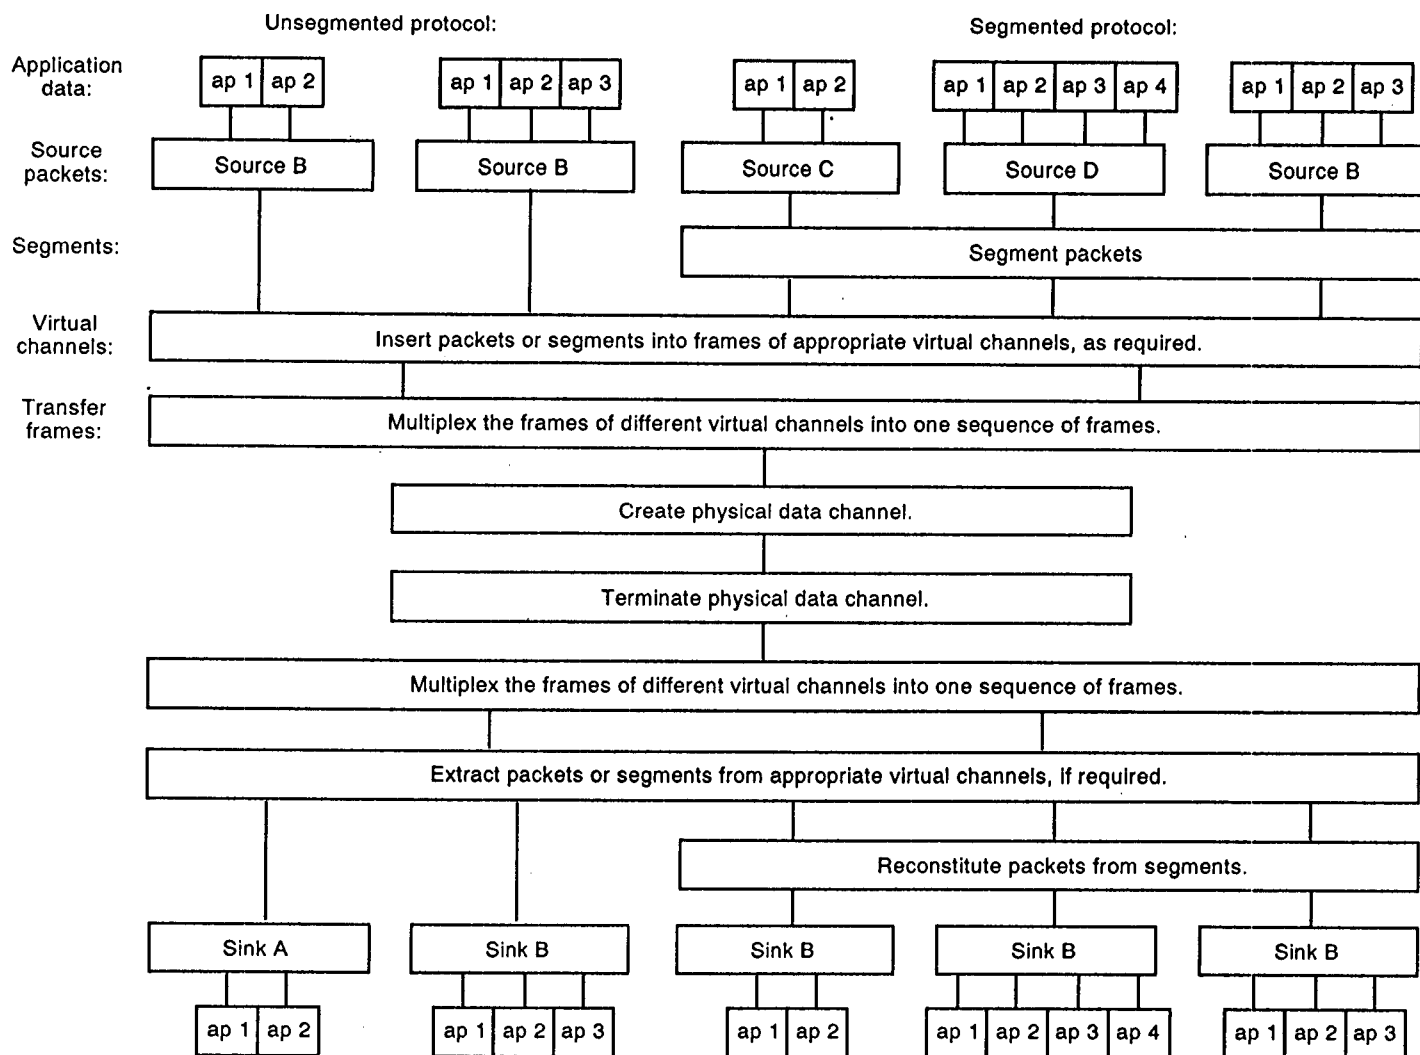 Unsegmented protocol:
Segmented protocol:
Application
data:
ap 1 ap 2
ap 1 ap 2 ap 3
ap 1 ap 2
ap 1 ap 2 ap 3 ap 4
ap 1 ap 2 ap 3
Source
packets:
Source B
Source B
Source C
Source D
Source B
Segments:
Segment packets
Virtual
channels:
Insert packets or segments into frames of appropriate virtual channels, as required.
Transfer
frames:
Multiplex the frames of different virtual channels into one sequence of frames.
Create physical data channel.
Terminate physical data channel.
Multiplex the frames of different virtual channels into one sequence of frames.
Extract packets or segments from appropriate virtual channels, if required.
Reconstitute packets from segments.
Sink A
Sink B
Sink B
Sink B
Sink B
ap 1 ap 2
ap 1 ap 2 ap 3
ap 1 ap 2
ap 1 ap 2 ap 3 ap 4
ap 1 ap 2 ap 3